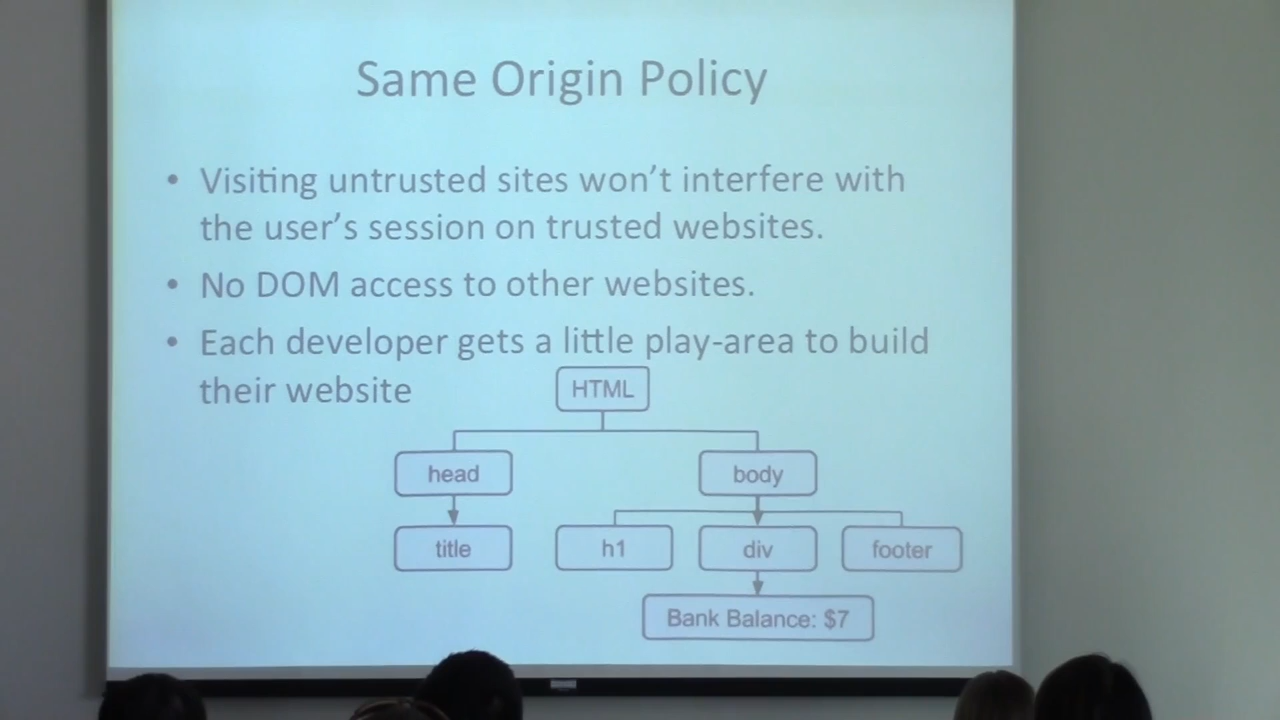 Same Origin Policy
• Visiting untrusted sites won't interfere with
the user's session on trusted websites.
• No DOM access to other websites.
• Each developer gets a little play-area to build
their website
HTML
head
body
title
h1
div
footer
Bank Balance: $7